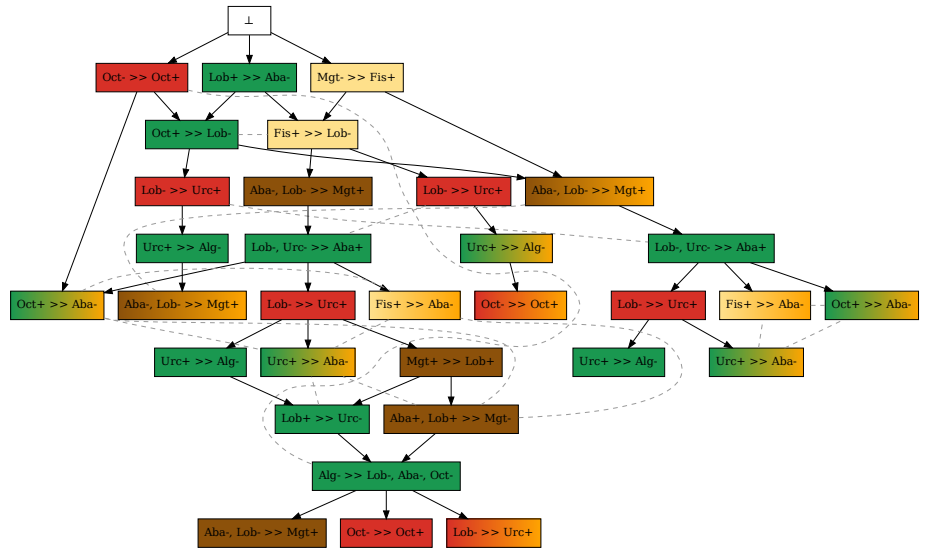 ⊥
Oct- >> Oct+
Lob+ >> Aba-
Mgt- >> Fis+
Oct+ >> Lob-
Fis+ >> Lob-
Lob- >> Urc+
Aba-, Lob- >> Mgt+
Lob- >> Urc+
Aba-, Lob- >> Mgt+
Urc+ >> Alg-
Lob-, Urc- >> Aba+
Urc+ >> Alg-
Lob-, Urc- >> Aba+
Oct+ >> Aba-
Aba-, Lob- >> Mgt+
Lob- >> Urc+
Fis+ >> Aba-
Oct- >> Oct+
Lob- >> Urc+
Fis+ >> Aba-
Oct+ >> Aba-
Urc+ >> Alg-
Urc+ >> Aba-
Mgt+ >> Lob+
Urc+ >> Alg-
Urc+ >> Aba-
Lob+ >> Urc-
Aba+, Lob+ >> Mgt-
Alg- >> Lob-, Aba-, Oct-
Aba-, Lob- >> Mgt+
Oct- >> Oct+
Lob- >> Urc+